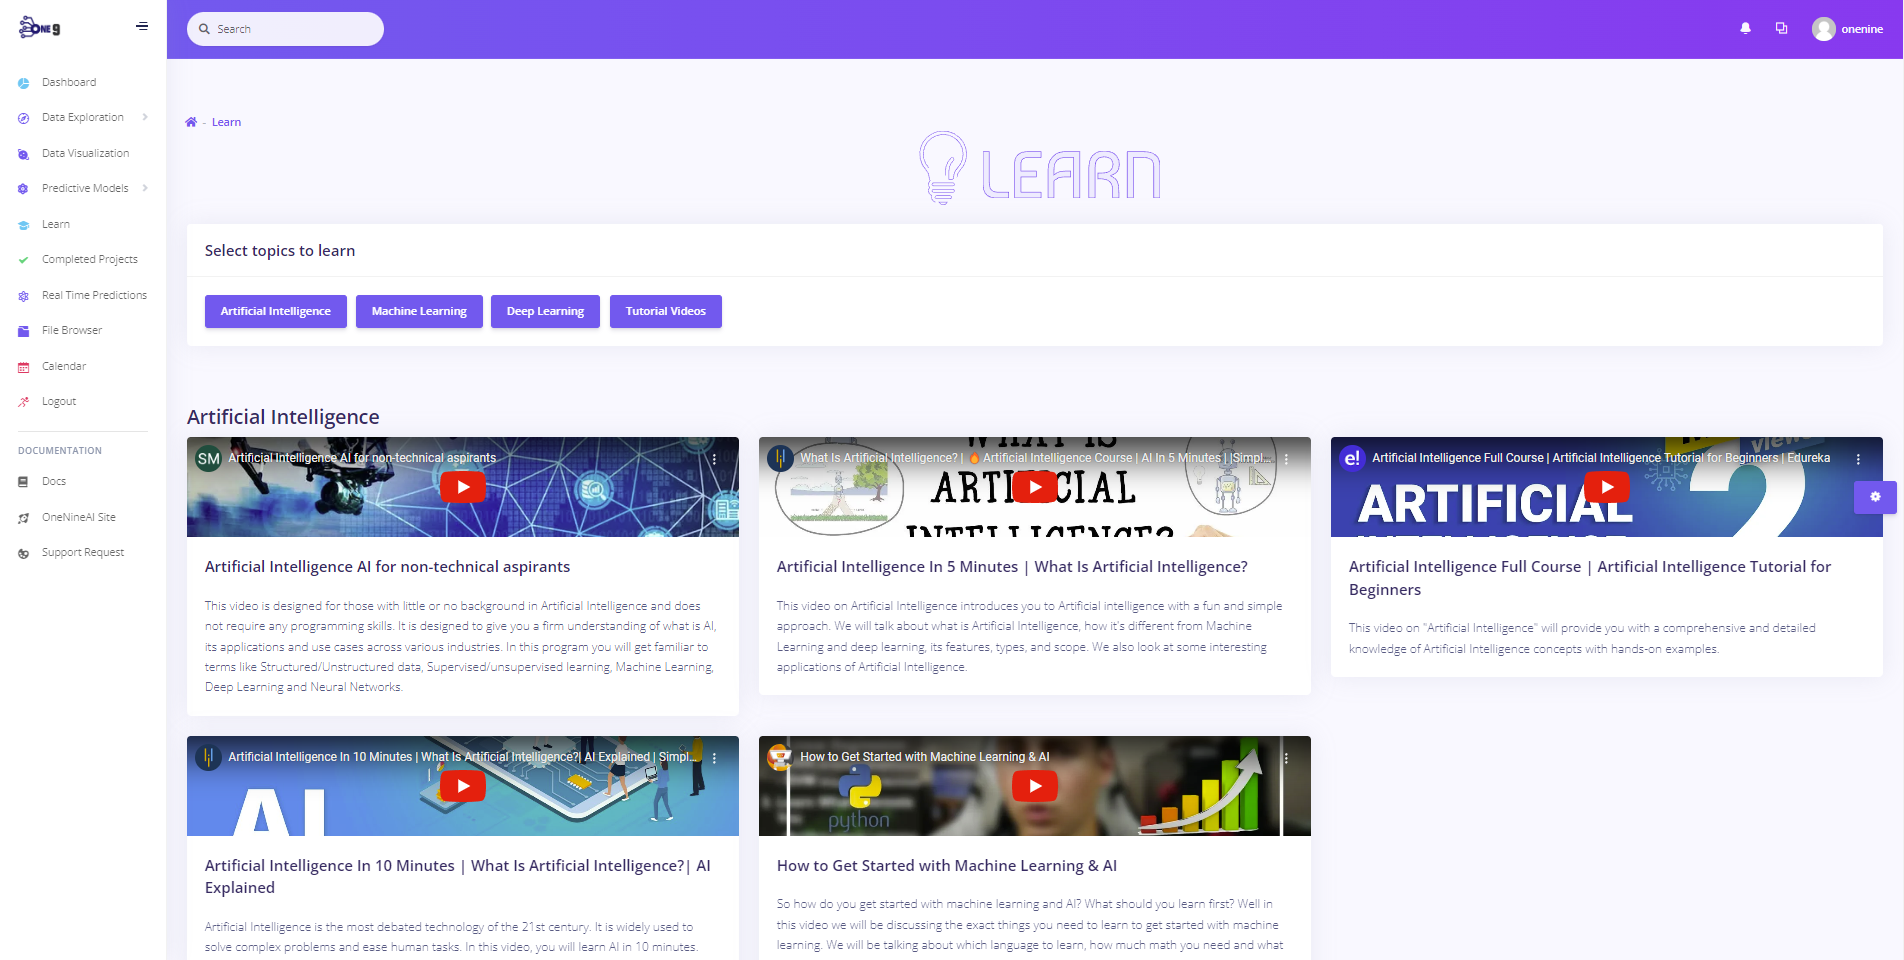 ONE 9
Search
onenine
Dashboard
Data Exploration
Data Visualization
Predictive Models
Learn
Completed Projects
Real Time Predictions
File Browser
Calendar
Logout
DOCUMENTATION
Docs
OneNineAI Site
Support Request
- Learn
LEARN
Select topics to learn
Artificial Intelligence
Machine Learning
Deep Learning
Tutorial Videos
Artificial Intelligence
SM Artificial Intelligence AI for non-technical aspirants
Artificial Intelligence AI for non-technical aspirants
This video is designed for those with little or no background in Artificial Intelligence and does
not require any programming skills. It is designed to give you a firm understanding of what is AI,
its applications and use cases across various industries. In this program you will get familiar to
terms like Structured/Unstructured data, Supervised/unsupervised learning, Machine Learning,
Deep Learning and Neural Networks.
WHAT IS
What Is Artificial Intelligence? | 🔥 Artificial Intelligence Course | AI In 5 Minutes | |Simpl...
INTELLIGENCE?
Artificial Intelligence In 5 Minutes | What Is Artificial Intelligence?
This video on Artificial Intelligence introduces you to Artificial intelligence with a fun and simple
approach. We will talk about what is Artificial Intelligence, how it's different from Machine
Learning and deep learning, its features, types, and scope. We also look at some interesting
applications of Artificial Intelligence.
views
e! Artificial Intelligence Full Course | Artificial Intelligence Tutorial for Beginners | Edureka
ARTIFICIAL 2
INTELLIGENCE
Artificial Intelligence Full Course | Artificial Intelligence Tutorial for
Beginners
This video on "Artificial Intelligence" will provide you with a comprehensive and detailed
knowledge of Artificial Intelligence concepts with hands-on examples.
Artificial Intelligence In 10 Minutes | What Is Artificial Intelligence?| AI Explained | Simpl...
|
AI
Artificial Intelligence In 10 Minutes | What Is Artificial Intelligence?| AI
Explained
Artificial Intelligence is the most debated technology of the 21st century. It is widely used to
solve complex problems and ease human tasks. In this video, you will learn AI in 10 minutes.
How to Get Started with Machine Learning & AI
python
How to Get Started with Machine Learning & AI
So how do you get started with machine learning and AI? What should you learn first? Well in
this video we will be discussing the exact things you need to learn to get started with machine
learning. We will be talking about which language to learn, how much math you need and what